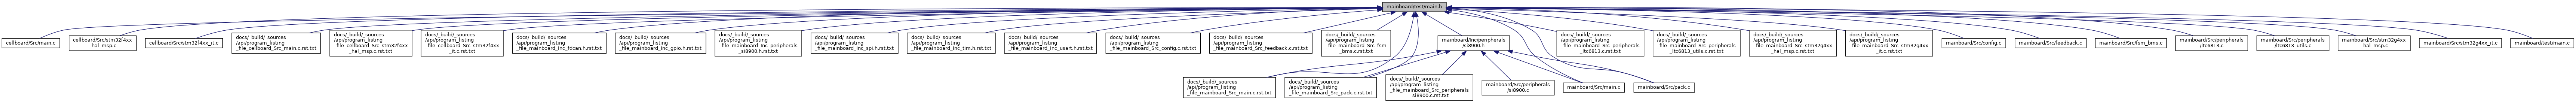 mainboard/test/main.h
cellboard/Src/main.c
cellboard/Src/stm32f4xx
_hal_msp.c
cellboard/Src/stm32f4xx_it.c
docs/_build/_sources
/api/program_listing
_file_cellboard_Src_main.c.rst.txt
docs/_build/_sources
/api/program_listing
_file_cellboard_Src_stm32f4xx
_hal_msp.c.rst.txt
docs/_build/_sources
/api/program_listing
_file_cellboard_Src_stm32f4xx
_it.c.rst.txt
docs/_build/_sources
/api/program_listing
_file_mainboard_Inc_fdcan.h.rst.txt
docs/_build/_sources
/api/program_listing
_file_mainboard_Inc_gpio.h.rst.txt
docs/_build/_sources
/api/program_listing
_file_mainboard_Inc_peripherals
_si8900.h.rst.txt
docs/_build/_sources
/api/program_listing
_file_mainboard_Inc_spi.h.rst.txt
docs/_build/_sources
/api/program_listing
_file_mainboard_Inc_tim.h.rst.txt
docs/_build/_sources
/api/program_listing
_file_mainboard_Inc_usart.h.rst.txt
docs/_build/_sources
/api/program_listing
_file_mainboard_Src_config.c.rst.txt
docs/_build/_sources
/api/program_listing
_file_mainboard_Src_feedback.c.rst.txt
docs/_build/_sources
/api/program_listing
_file_mainboard_Src_fsm
_bms.c.rst.txt
mainboard/Inc/peripherals
/si8900.h
docs/_build/_sources
/api/program_listing
_file_mainboard_Src_peripherals
_ltc6813.c.rst.txt
docs/_build/_sources
/api/program_listing
_file_mainboard_Src_peripherals
_ltc6813_utils.c.rst.txt
docs/_build/_sources
/api/program_listing
_file_mainboard_Src_stm32g4xx
_hal_msp.c.rst.txt
docs/_build/_sources
/api/program_listing
_file_mainboard_Src_stm32g4xx
_it.c.rst.txt
mainboard/Src/config.c
mainboard/Src/feedback.c
mainboard/Src/fsm_bms.c
mainboard/Src/peripherals
/ltc6813.c
mainboard/Src/peripherals
/ltc6813_utils.c
mainboard/Src/stm32g4xx
_hal_msp.c
mainboard/Src/stm32g4xx_it.c
mainboard/test/main.c
docs/_build/_sources
/api/program_listing
_file_mainboard_Src_main.c.rst.txt
docs/_build/_sources
/api/program_listing
_file_mainboard_Src_pack.c.rst.txt
docs/_build/_sources
/api/program_listing
_file_mainboard_Src_peripherals
_si8900.c.rst.txt
mainboard/Src/peripherals
/si8900.c
mainboard/Src/main.c
mainboard/Src/pack.c